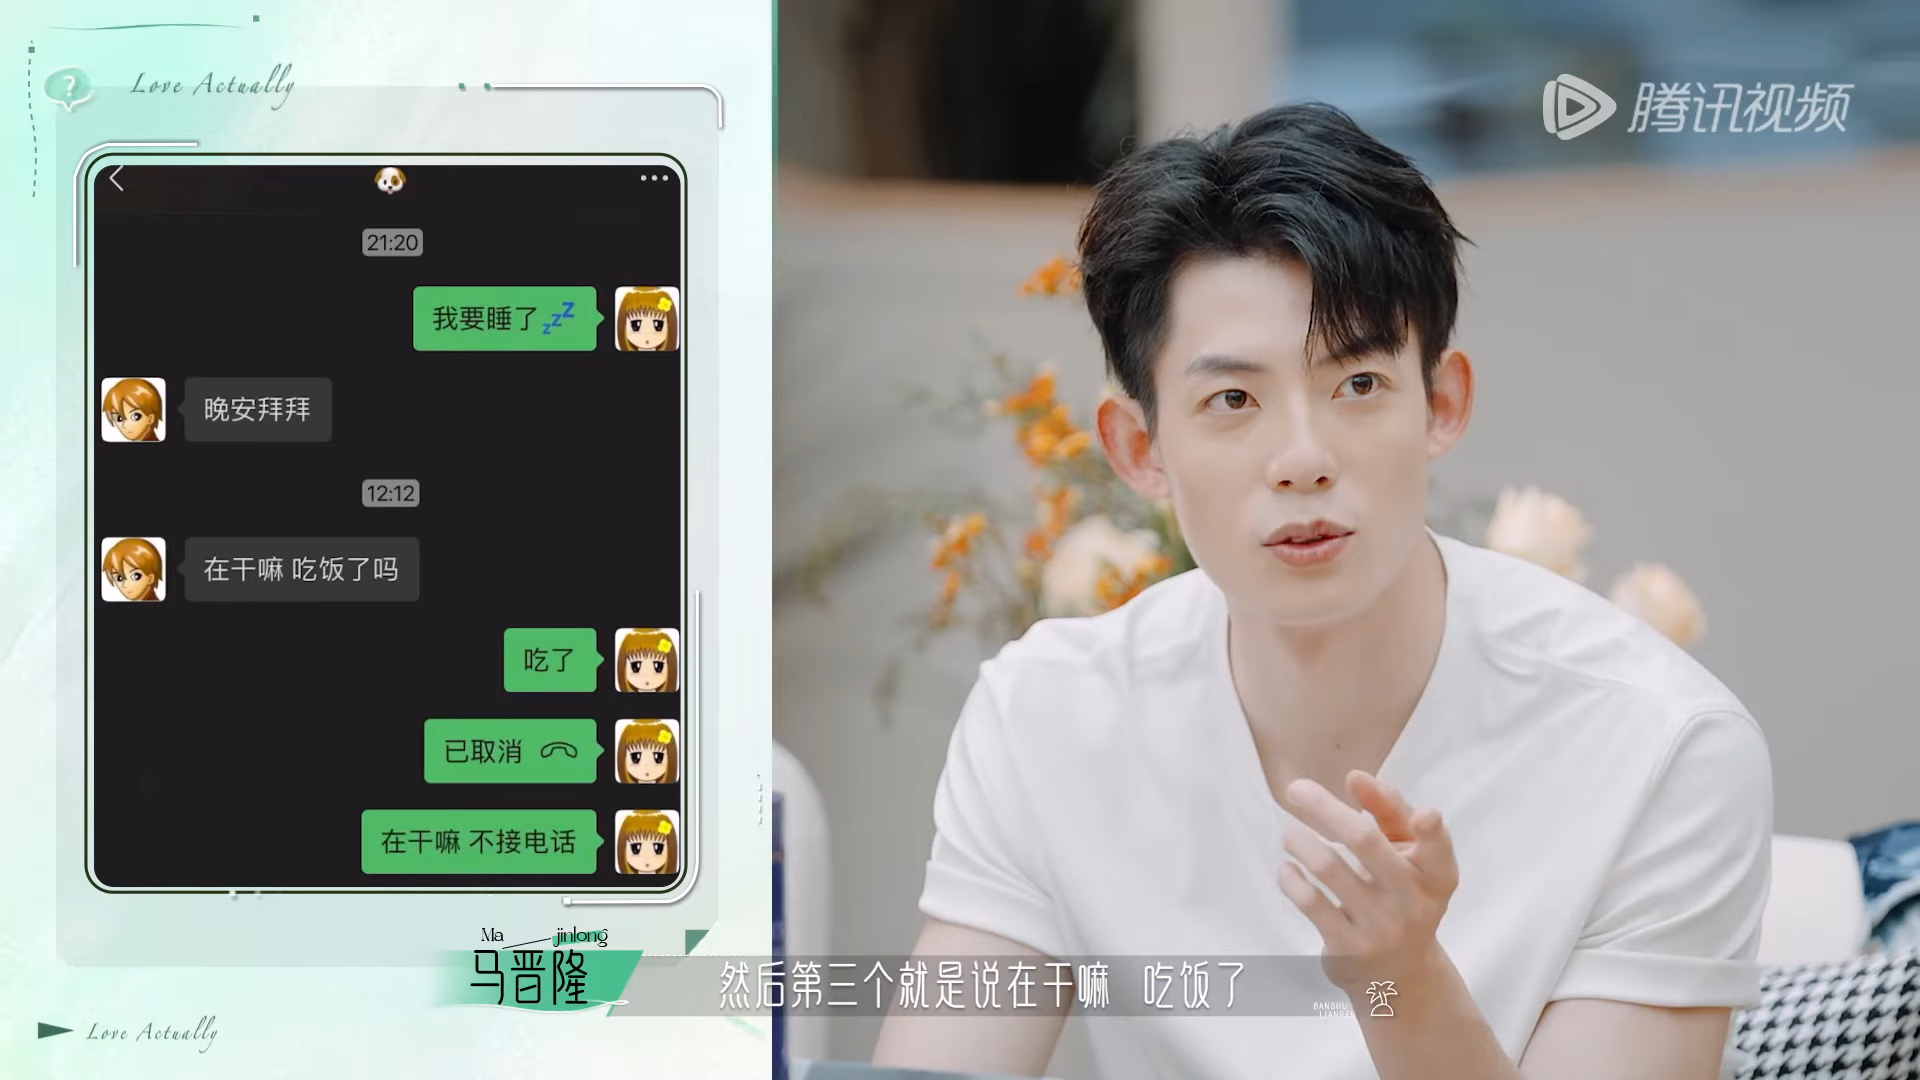 ?
Love Actually
21:20
我要睡了 zzZ
晚安拜拜
12:12
在干嘛 吃饭了吗
吃了
已取消
在干嘛 不接电话
腾讯视频
Ma jinlong
马晋隆
然后第三个就是说在干嘛 吃饭了
BANSHU
LIANREN
Love Actually